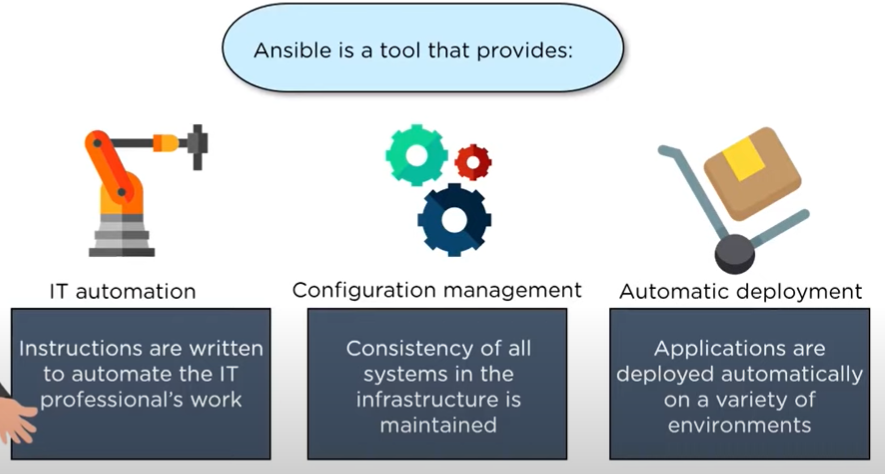 Ansible is a tool that provides:
IT automation
Instructions are written
to automate the IT
professional's work
Configuration management
Consistency of all
systems in the
infrastructure is
maintained
Automatic deployment
Applications are
deployed automatically
on a variety of
environments